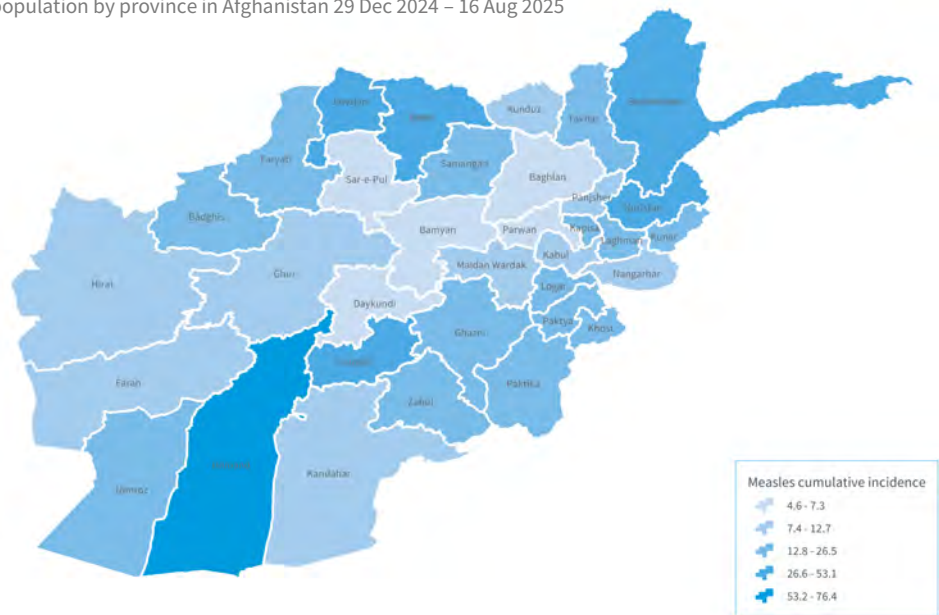 population by province in Afghanistan 29 Dec 2024 – 16 Aug 2025
Kunduz
Takhar
Faryab
Samangan
Sar-e-Pul
Baghlan
Panjsher
Badghis
Bamyan
Parwan
Kapisa
Laghman
Kunar
Kabul
Maidan Wardak
Nangarhar
Hirat
Ghor
Logar
Daykundi
Paktya
Khost
Ghazni
Farah
Paktika
Zabul
Kandahar
Nimroz
Measles cumulative incidence
4.6 - 7.3
7.4 - 12.7
12.8 - 26.5
26.6 - 53.1
53.2 - 76.4